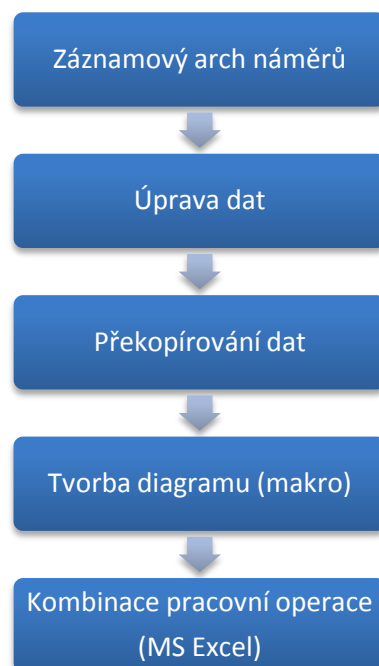 Záznamový arch náměrů
Úprava dat
Překopírování dat
Tvorba diagramu (makro)
Kombinace pracovní operace
(MS Excel)